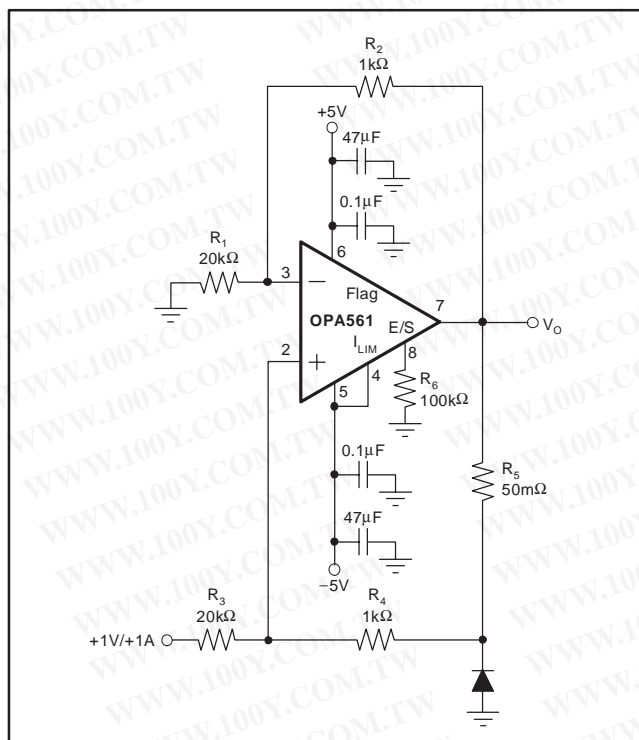 R2
1kΩ
+5V
47μF
0.1μF
R1
20kΩ
6
3
−
Flag
7
OPA561
VO
E/S
2
+
ILIM
8
4
5
R6
100kΩ
0.1μF
R5
50mΩ
47μF
−5V
R3
20kΩ
R4
1kΩ
+1V/+1A
WWW.100Y.COM.TW